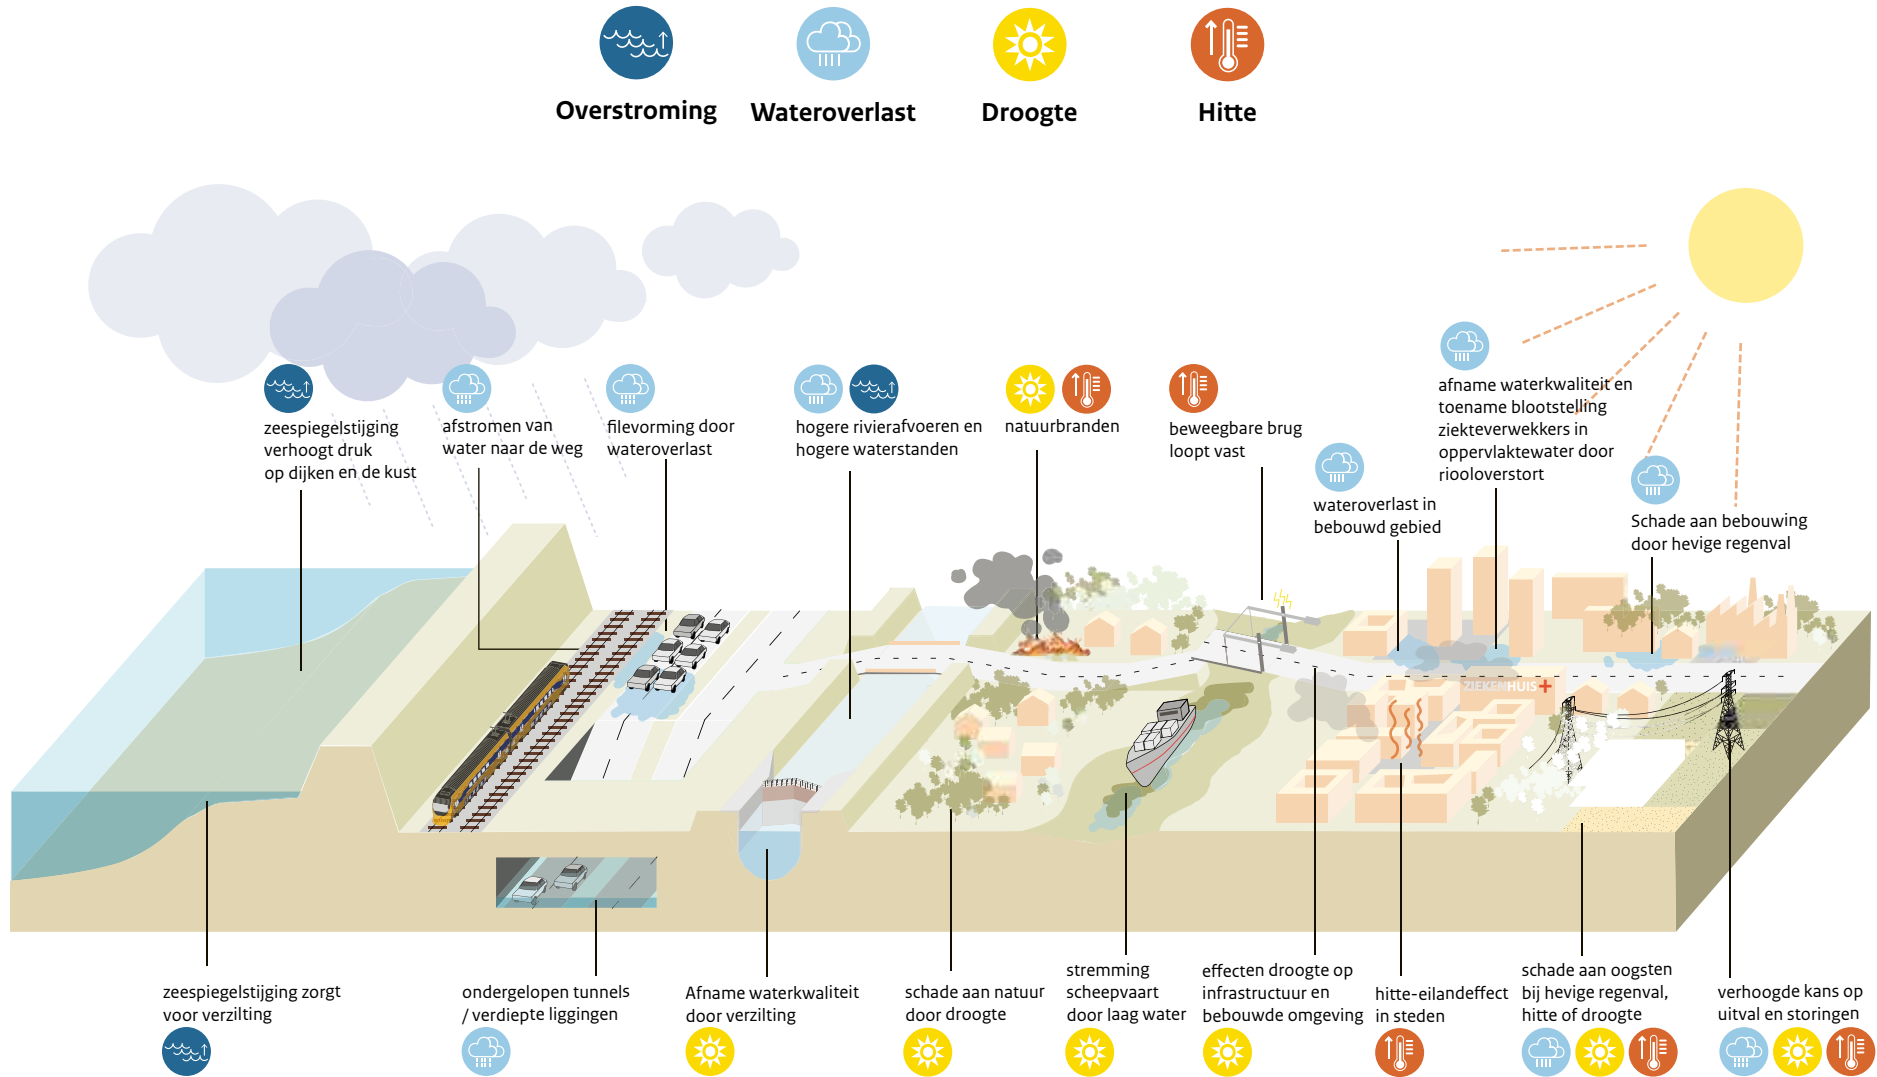 Overstroming
Wateroverlast
Droogte
Hitte
zeespiegelstijging
verhoogt druk
op dijken en de kust
afstromen van
water naar de weg
filevorming door
wateroverlast
hogere rivierafvoeren en
hogere waterstanden
natuurbranden
beweegbare brug
loopt vast
wateroverlast in
bebouwd gebied
afname waterkwaliteit en
toename blootstelling
ziekteverwekkers in
oppervlaktewater door
riooloverstort
Schade aan bebouwing
door hevige regenval
ZIEKENHUIS
zeespiegelstijging zorgt
voor verzilting
ondergelopen tunnels
/ verdiepte liggingen
Afname waterkwaliteit
door verzilting
schade aan natuur
door droogte
stremming
scheepvaart
door laag water
effecten droogte op
infrastructuur en
bebouwde omgeving
hitte-eilandeffect
in steden
schade aan oogsten
bij hevige regenval,
hitte of droogte
verhoogde kans op
uitval en storingen